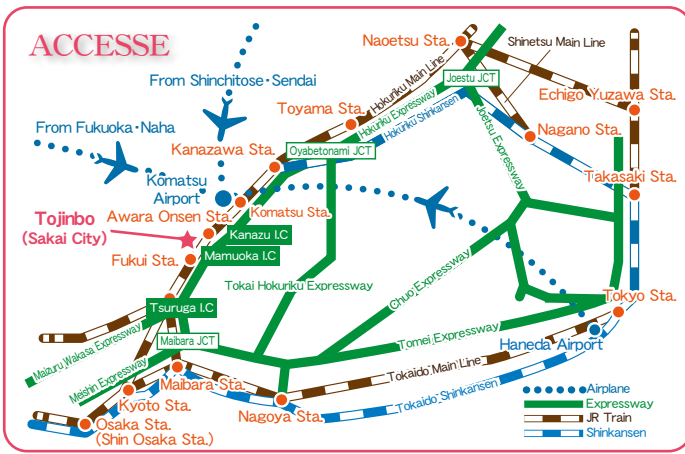 ACCESSE
Naoetsu Sta.
Shinetsu Main Line
Hokuriku Main Line
From Shinchitose・Sendai
Joestu JCT
Echigo Yuzawa Sta.
Toyama Sta.
Hokuriku Expressway
Hokuriku Shinkansen
Joetsu Expressway
Nagano Sta.
From Fukuoka・Naha
Kanazawa Sta.
Oyabetonami JCT
Takasaki Sta.
Komatsu
Airport
Tojinbo
(Sakai City)
Awara Onsen Sta.
Komatsu Sta.
Kanazu I.C
Mamuoka I.C
Fukui Sta.
Tokai Hokuriku Expressway
Chuo Expressway
Tsuruga I.C
Tokyo Sta.
Maizuru Wakasa Expressway
Maibara JCT
Tomei Expressway
Haneda Airport
Meishin Expressway
Maibara Sta.
Tokaido Main Line
Kyoto Sta.
Tokaido Shinkansen
Nagoya Sta.
Osaka Sta.
(Shin Osaka Sta.)
Airplane
Expressway
JR Train
Shinkansen